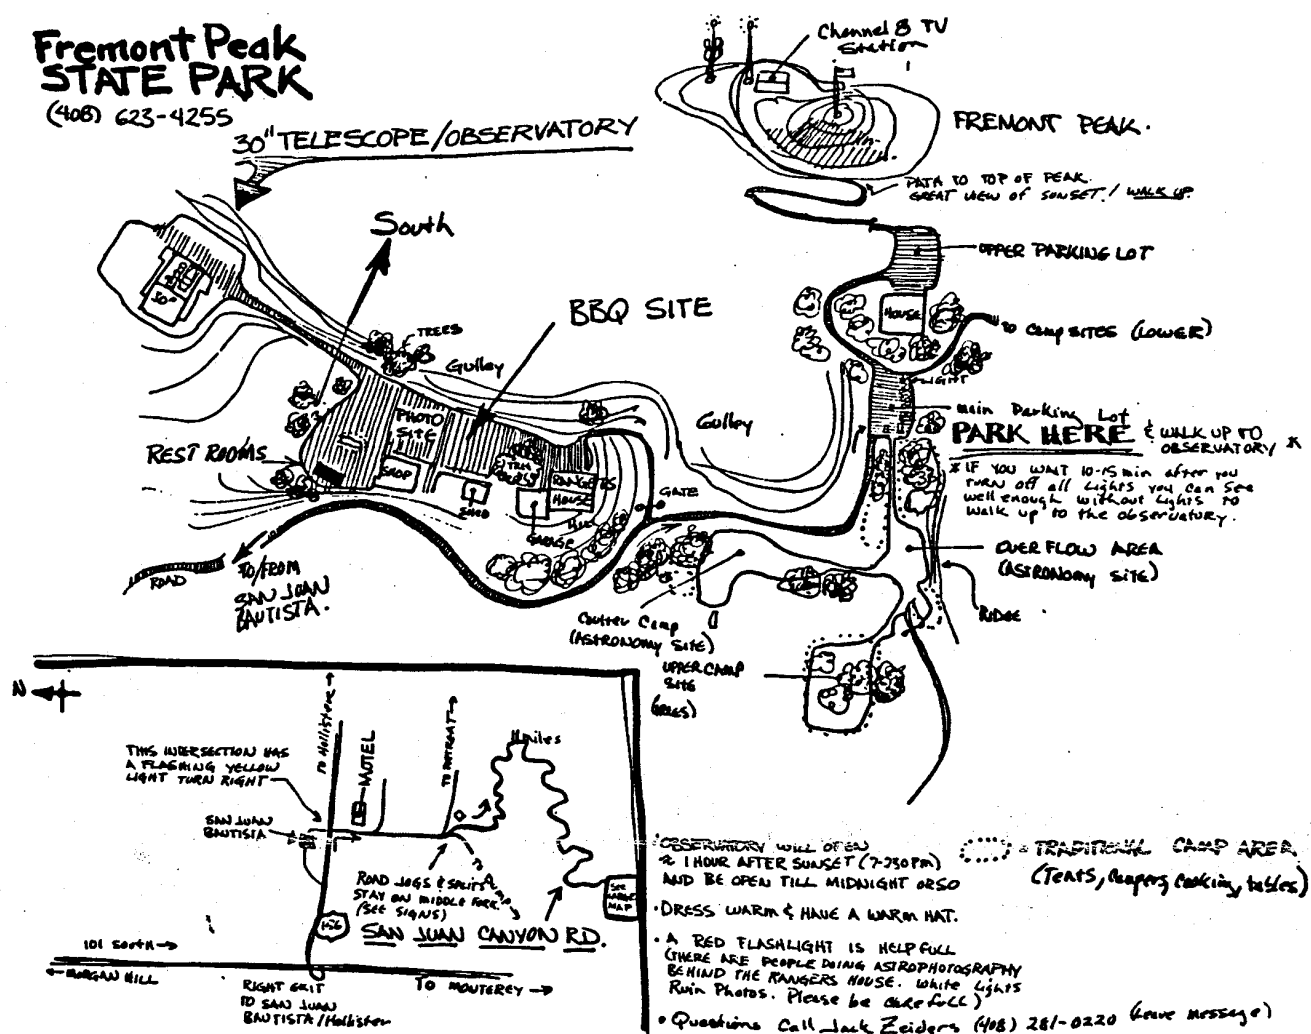 Fremont Peak
STATE PARK
(408) 623-4255
30" TELESCOPE/OBSERVATORY
Channel 8 TV
Station
FREMONT PEAK.
PATH TO TOP OF PEAK.
GREAT VIEW OF SUNSET! WALK UP.
South
UPPER PARKING LOT
30"
BBQ SITE
HOUSE
TO CAMP SITES (LOWER)
TREES
Gulley
LIGHT
PHOTO
SITE
Gulley
main Parking Lot
PARK HERE & WALK UP TO
OBSERVATORY *
REST ROOMS
SHOP
* IF YOU WAIT 10-15 min after you
turn off all Lights you can see
well enough without Lights to
walk up to the observatory.
RANGERS
HOUSE
SHED
GATE
GARAGE
OVER FLOW AREA
(ASTRONOMY SITE)
ROAD
TO/FROM
SAN JUAN
BAUTISTA.
RIDGE
Coulter Camp
(ASTRONOMY SITE)
UPPER CAMP
SITE
N
TO Hollister
MOTEL
TO RETREAT
11 miles
THIS INTERSECTION HAS
A FLASHING YELLOW
LIGHT TURN RIGHT
SAN JUAN
BAUTISTA
ROAD JOGS & SPLITS
STAY ON MIDDLE FORK.
(SEE SIGNS)
SEE
LARGE
MAP
156
SAN JUAN CANYON RD.
101 South
MORGAN HILL
TO MONTEREY
RIGHT EXIT
TO SAN JUAN
BAUTISTA/Hollister
• OBSERVATORY WILL OPEN
≈ 1 HOUR AFTER SUNSET (7-730 PM)
AND BE OPEN TILL MIDNIGHT OR SO
• DRESS WARM & HAVE A WARM HAT.
• A RED FLASHLIGHT IS HELPFULL
(THERE ARE PEOPLE DOING ASTROPHOTOGRAPHY
BEHIND THE RANGERS HOUSE. White Lights
Ruin Photos. Please be carefull)
• Questions Call Jack Zeiders (408) 281-0220 (Leave message)
= TRADITIONAL CAMP AREA
(Tents, Campers, cooking, tables)